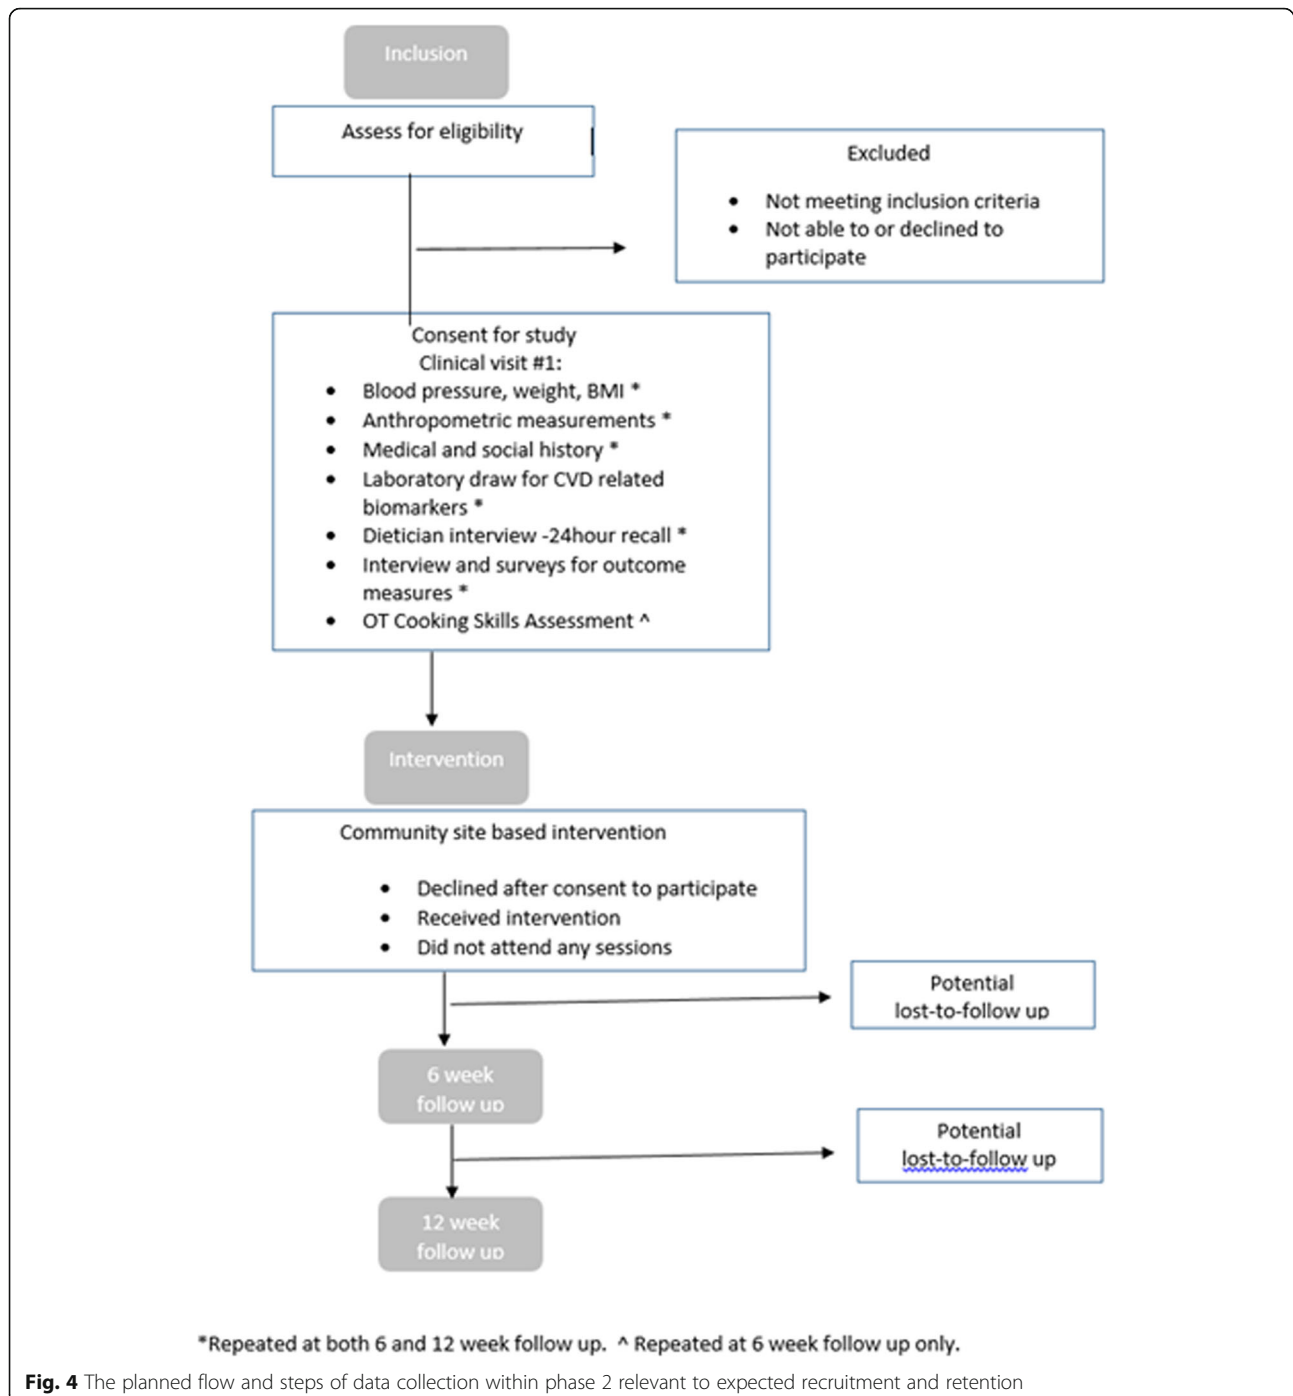 Inclusion
Assess for eligibility
Excluded
• Not meeting inclusion criteria
• Not able to or declined to
participate
Consent for study
Clinical visit #1:
• Blood pressure, weight, BMI *
• Anthropometric measurements *
• Medical and social history *
• Laboratory draw for CVD related
biomarkers *
• Dietician interview -24hour recall *
• Interview and surveys for outcome
measures *
• OT Cooking Skills Assessment ^
Intervention
Community site based intervention
• Declined after consent to participate
• Received intervention
• Did not attend any sessions
Potential
lost-to-follow up
6 week
follow up
Potential
lost-to-follow up
12 week
follow up
*Repeated at both 6 and 12 week follow up. ^ Repeated at 6 week follow up only.
Fig. 4 The planned flow and steps of data collection within phase 2 relevant to expected recruitment and retention